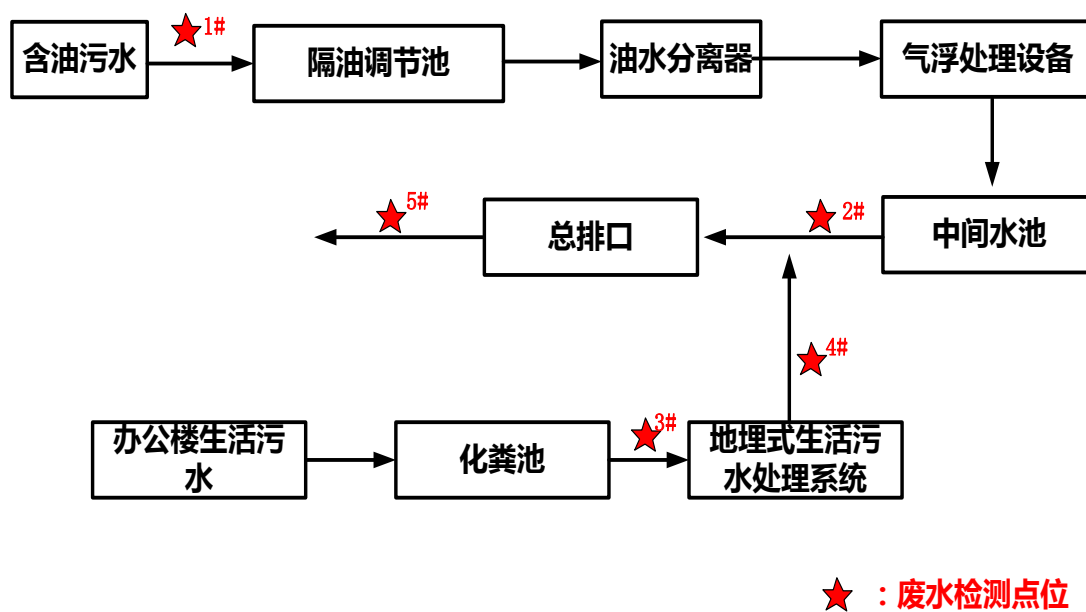 1#
含油污水
隔油调节池
油水分离器
气浮处理设备
5#
总排口
2#
中间水池
4#
办公楼生活污
水
化粪池
3#
地埋式生活污
水处理系统
：废水检测点位